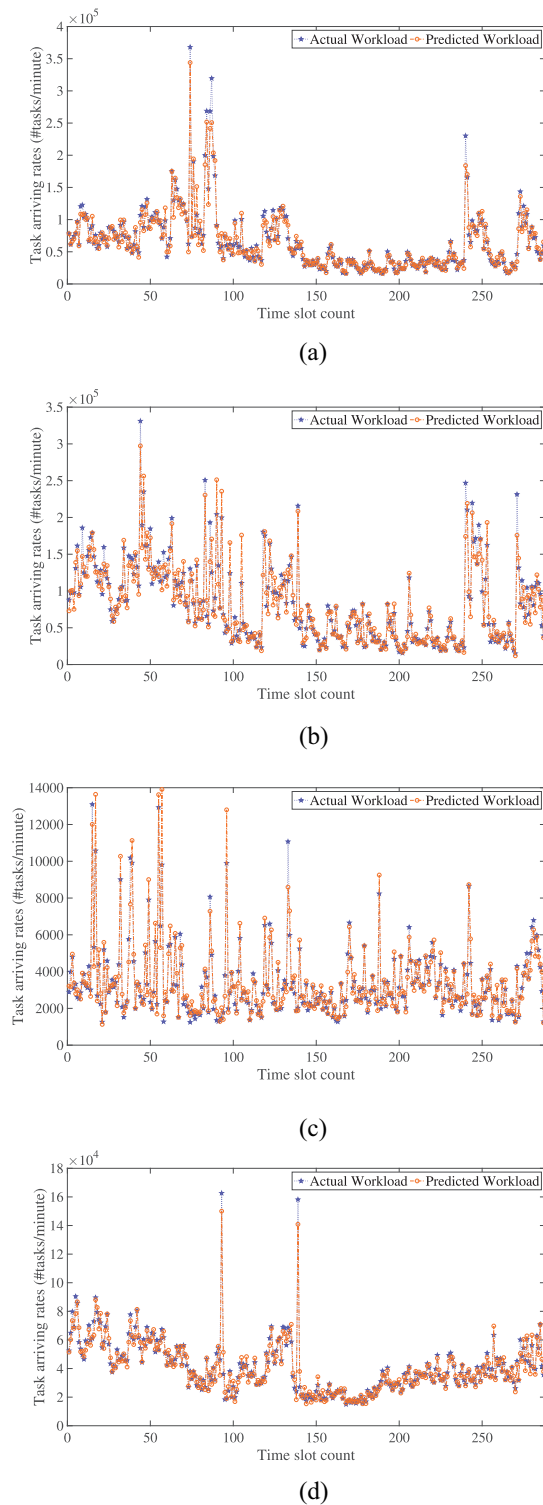 ×10^5
Actual Workload Predicted Workload
4
3.5
3
2.5
2
1.5
1
0.5
0
Task arriving rates (#tasks/minute)
0 50 100 150 200 250
Time slot count
(a)
×10^5
Actual Workload Predicted Workload
3.5
3
2.5
2
1.5
1
0.5
0
Task arriving rates (#tasks/minute)
0 50 100 150 200 250
Time slot count
(b)
Actual Workload Predicted Workload
14000
12000
10000
8000
6000
4000
2000
0
Task arriving rates (#tasks/minute)
0 50 100 150 200 250
Time slot count
(c)
×10^4
Actual Workload Predicted Workload
18
16
14
12
10
8
6
4
2
0
Task arriving rates (#tasks/minute)
0 50 100 150 200 250
Time slot count
(d)